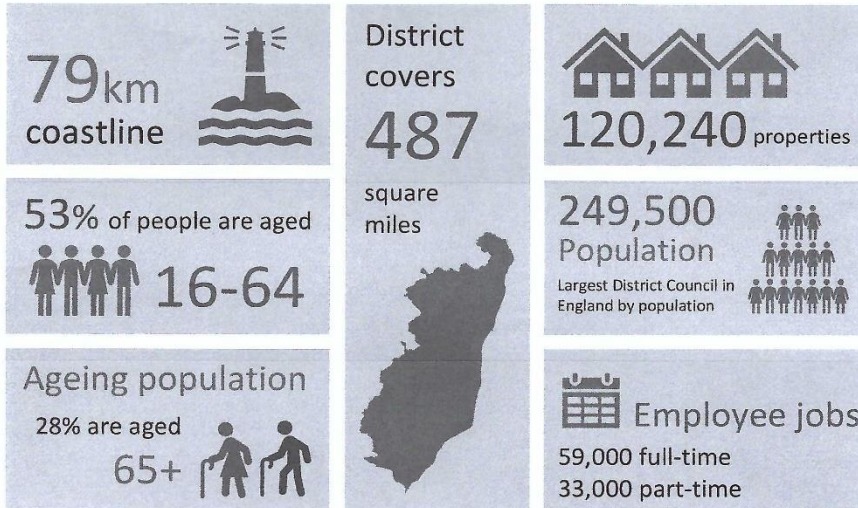 79km
coastline
53% of people are aged
16-64
Ageing population
28% are aged
65+
District
covers
487
square
miles
120,240 properties
249,500
Population
Largest District Council in
England by population
Employee jobs
59,000 full-time
33,000 part-time